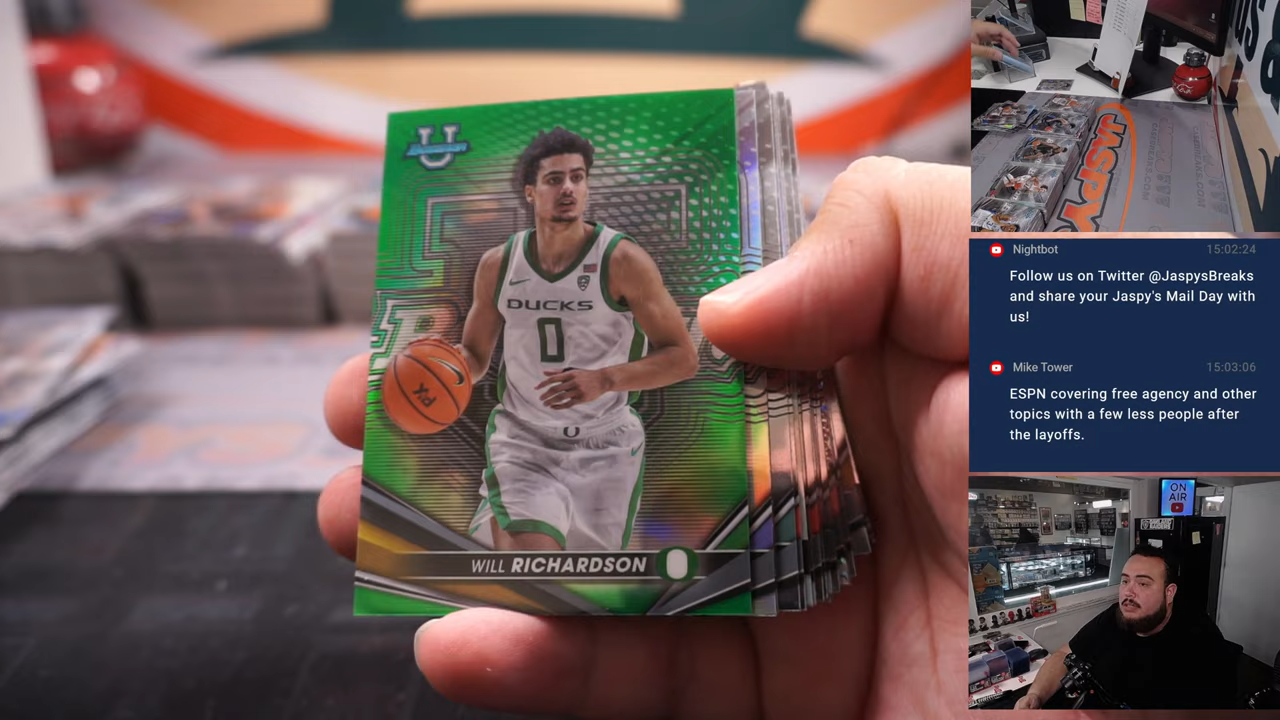 U
DUCKS
0
PK
U
WILL RICHARDSON
JASPY
Nightbot
15:02:24
Follow us on Twitter @JaspysBreaks
and share your Jaspy's Mail Day with
us!
Mike Tower
15:03:06
ESPN covering free agency and other
topics with a few less people after
the layoffs.
ON
AIR